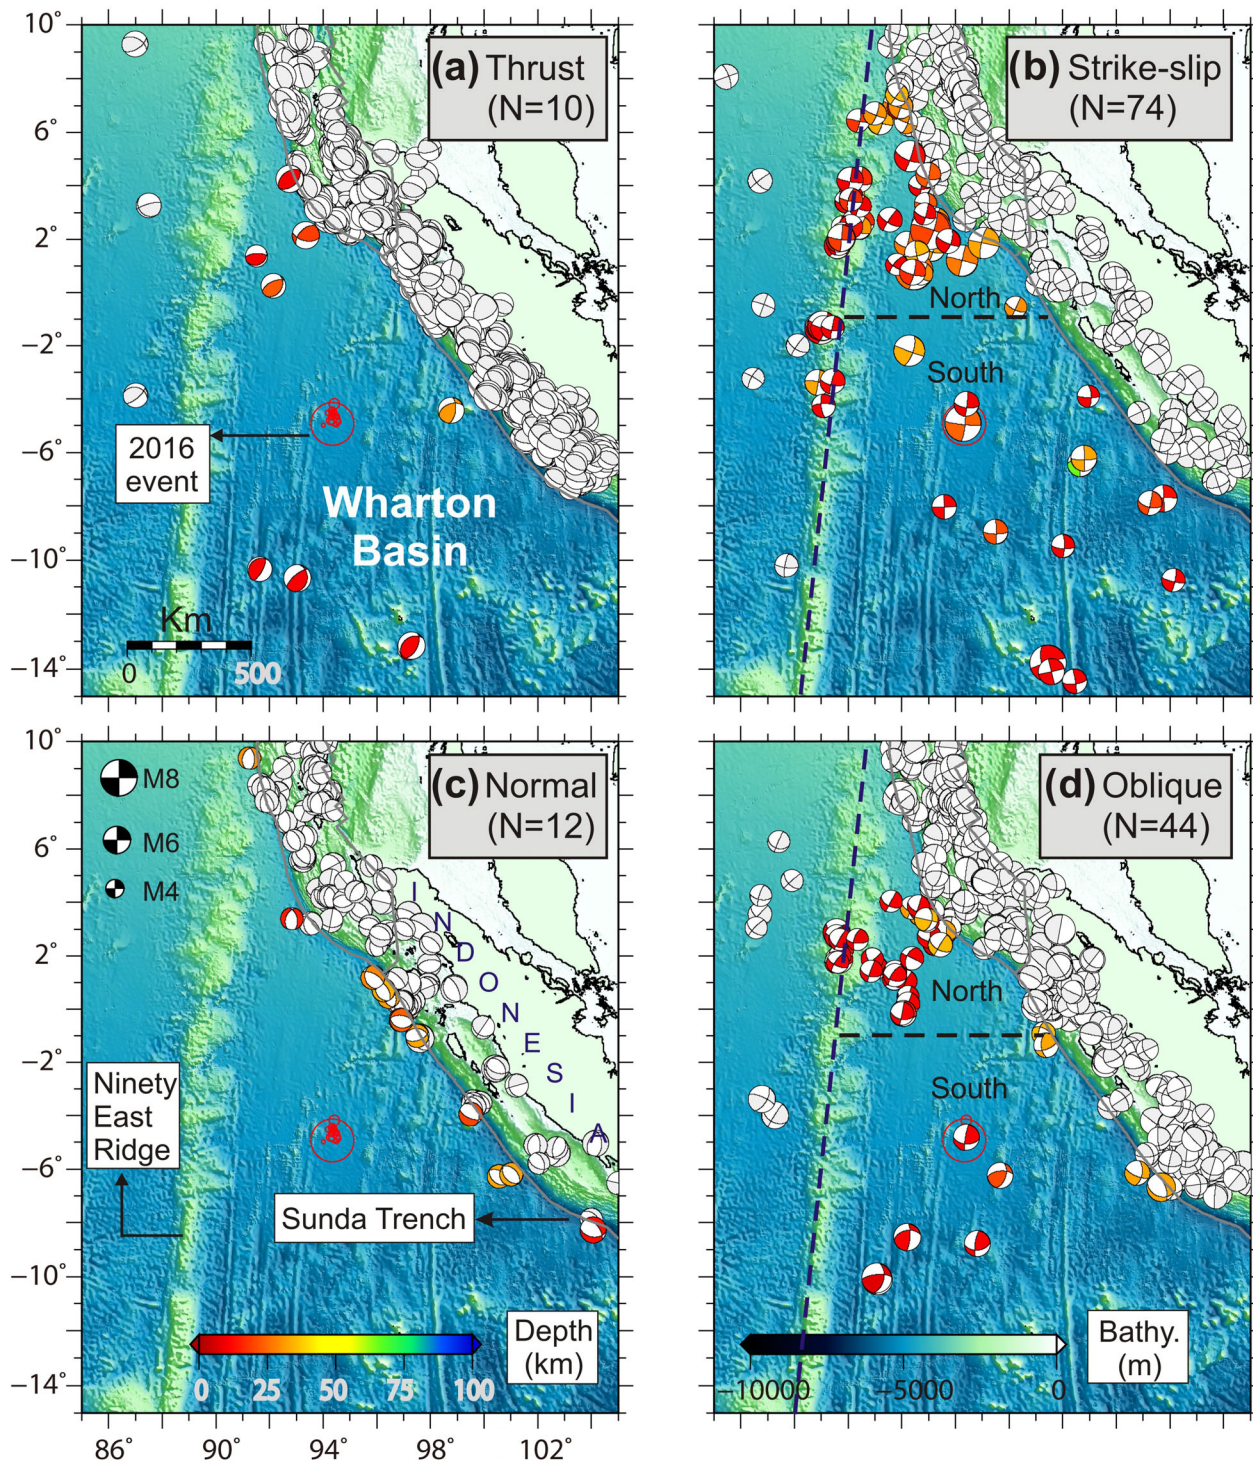 10°
6°
2°
−2°
−6°
−10°
−14°
(a) Thrust
(N=10)
2016
event
Wharton
Basin
Km
0
500
(b) Strike-slip
(N=74)
North
South
10°
6°
2°
−2°
−6°
−10°
−14°
M8
M6
M4
(c) Normal
(N=12)
I
N
D
O
N
E
S
I
A
Ninety
East
Ridge
Sunda Trench
Depth
(km)
0 25 50 75 100
86° 90° 94° 98° 102°
(d) Oblique
(N=44)
North
South
Bathy.
(m)
−10000 −5000 0